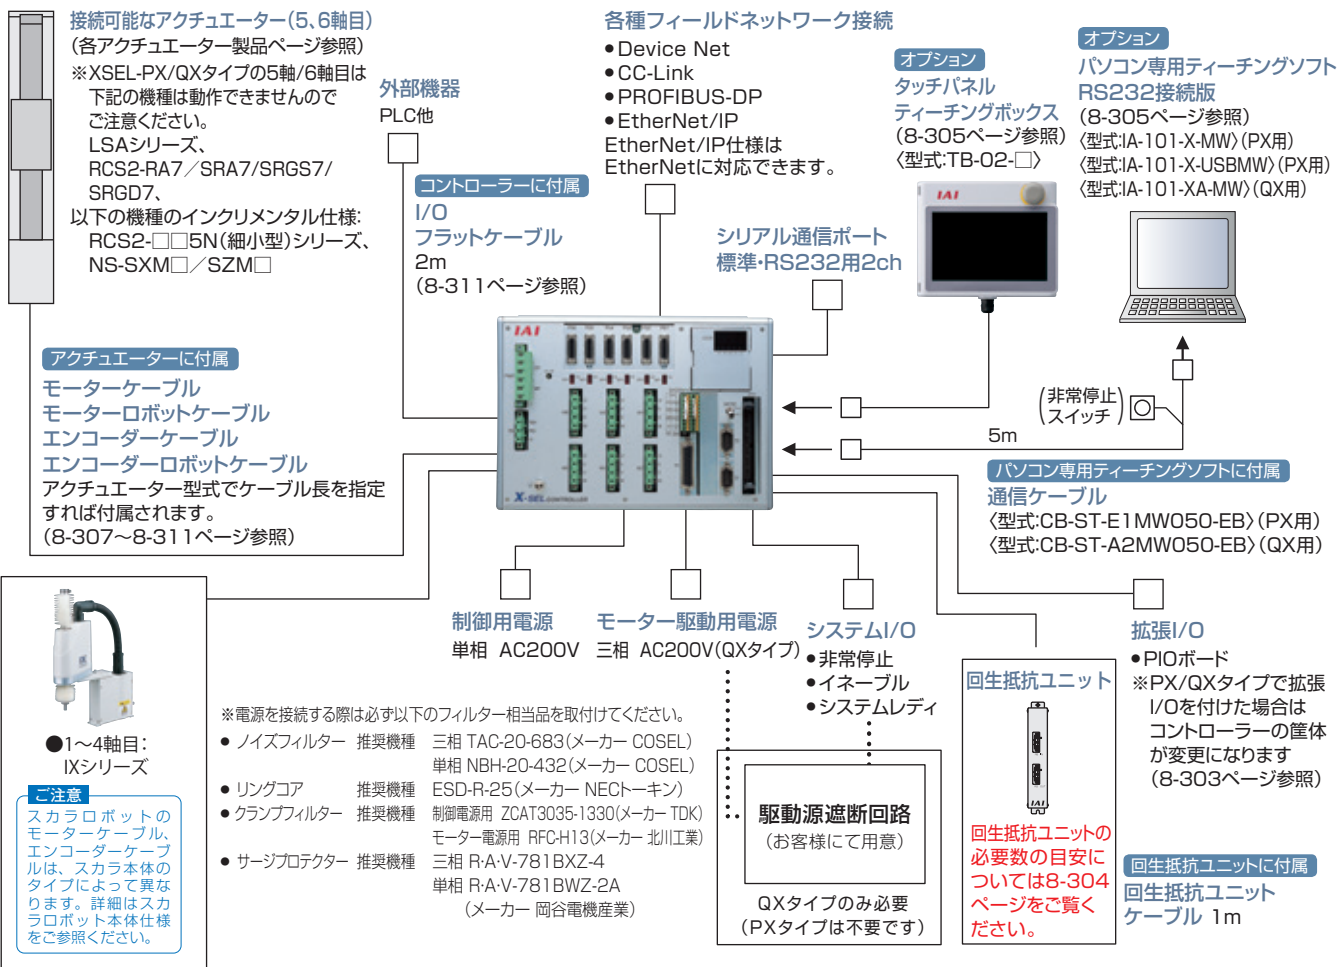 接続可能なアクチュエーター(5、6軸目)
(各アクチュエーター製品ページ参照)
※XSEL-PX/QXタイプの5軸/6軸目は
下記の機種は動作できませんので
ご注意ください。
LSAシリーズ、
RCS2-RA7/SRA7/SRGS7/
SRGD7、
以下の機種のインクリメンタル仕様:
RCS2-□□5N(細小型)シリーズ、
NS-SXM□/SZM□
外部機器
PLC他
コントローラーに付属
I/O
フラットケーブル
2m
(8-311ページ参照)
各種フィールドネットワーク接続
●Device Net
●CC-Link
●PROFIBUS-DP
●EtherNet/IP
EtherNet/IP仕様は
EtherNetに対応できます。
シリアル通信ポート
標準・RS232用2ch
オプション
タッチパネル
ティーチングボックス
(8-305ページ参照)
〈型式:TB-02-□〉
IAI
オプション
パソコン専用ティーチングソフト
RS232接続版
(8-305ページ参照)
〈型式:IA-101-X-MW〉(PX用)
〈型式:IA-101-X-USBMW〉(PX用)
〈型式:IA-101-XA-MW〉(QX用)
(非常停止スイッチ)
5m
パソコン専用ティーチングソフトに付属
通信ケーブル
〈型式:CB-ST-E1MW050-EB〉(PX用)
〈型式:CB-ST-A2MW050-EB〉(QX用)
IAI
X-SEL CONTROLLER
アクチュエーターに付属
モーターケーブル
モーターロボットケーブル
エンコーダーケーブル
エンコーダーロボットケーブル
アクチュエーター型式でケーブル長を指定
すれば付属されます。
(8-307〜8-311ページ参照)
●1〜4軸目:
IXシリーズ
ご注意
スカラロボットの
モーターケーブル、
エンコーダーケーブ
ルは、スカラ本体の
タイプによって異な
ります。詳細はスカ
ラロボット本体仕様
をご参照ください。
制御用電源
単相 AC200V
モーター駆動用電源
三相 AC200V(QXタイプ)
システムI/O
●非常停止
●イネーブル
●システムレディ
※電源を接続する際は必ず以下のフィルター相当品を取付けてください。
● ノイズフィルター 推奨機種 三相 TAC-20-683(メーカー COSEL)
単相 NBH-20-432(メーカー COSEL)
● リングコア 推奨機種 ESD-R-25(メーカー NECトーキン)
● クランプフィルター 推奨機種 制御電源用 ZCAT3035-1330(メーカー TDK)
モーター電源用 RFC-H13(メーカー 北川工業)
● サージプロテクター 推奨機種 三相 R・A・V-781BXZ-4
単相 R・A・V-781BWZ-2A
(メーカー 岡谷電機産業)
駆動源遮断回路
(お客様にて用意)
QXタイプのみ必要
(PXタイプは不要です)
回生抵抗ユニット
IAI
回生抵抗ユニットの
必要数の目安に
ついては8-304
ページをご覧く
ださい。
拡張I/O
●PIOボード
※PX/QXタイプで拡張
I/Oを付けた場合は
コントローラーの筐体
が変更になります
(8-303ページ参照)
回生抵抗ユニットに付属
回生抵抗ユニット
ケーブル 1m